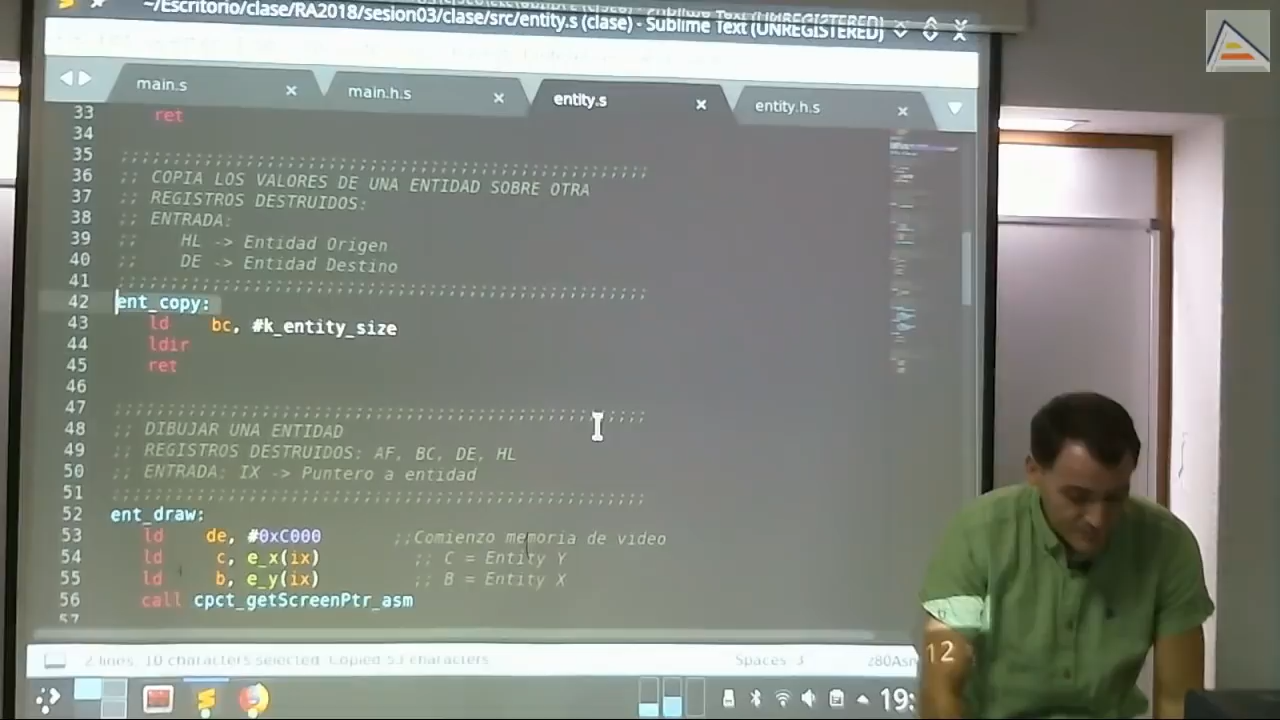 ~/Escritorio/clase/RA2018/sesion03/clase/src/entity.s (clase) - Sublime Text (UNREGISTERED)
main.s
main.h.s
entity.s
entity.h.s
33 ret
34
35 ;;;;;;;;;;;;;;;;;;;;;;;;;;;;;;;;;;;;;;;;;;;;;;;;;;;
36 ;; COPIA LOS VALORES DE UNA ENTIDAD SOBRE OTRA
37 ;; REGISTROS DESTRUIDOS:
38 ;; ENTRADA:
39 ;; HL -> Entidad Origen
40 ;; DE -> Entidad Destino
41 ;;;;;;;;;;;;;;;;;;;;;;;;;;;;;;;;;;;;;;;;;;;;;;;;;;;
42 ent_copy:
43 ld bc, #k_entity_size
44 ldir
45 ret
46
47 ;;;;;;;;;;;;;;;;;;;;;;;;;;;;;;;;;;;;;;;;;;;;;;;;;;;
48 ;; DIBUJAR UNA ENTIDAD
49 ;; REGISTROS DESTRUIDOS: AF, BC, DE, HL
50 ;; ENTRADA: IX -> Puntero a entidad
51 ;;;;;;;;;;;;;;;;;;;;;;;;;;;;;;;;;;;;;;;;;;;;;;;;;;;
52 ent_draw:
53 ld de, #0xC000 ;;Comienzo memoria de video
54 ld c, e_x(ix) ;; C = Entity Y
55 ld b, e_y(ix) ;; B = Entity X
56 call cpct_getScreenPtr_asm
57
2 lines, 10 characters selected, Copied 53 characters
Spaces: 3
z80Asm
19:
12